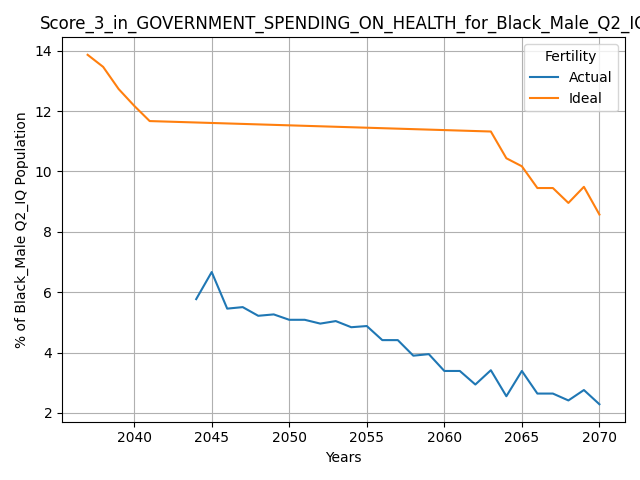 Score_3_in_GOVERNMENT_SPENDING_ON_HEALTH_for_Black_Male_Q2_IQ
Fertility
Actual
Ideal
14
12
10
8
6
4
2
% of Black_Male Q2_IQ Population
2040
2045
2050
2055
2060
2065
2070
Years